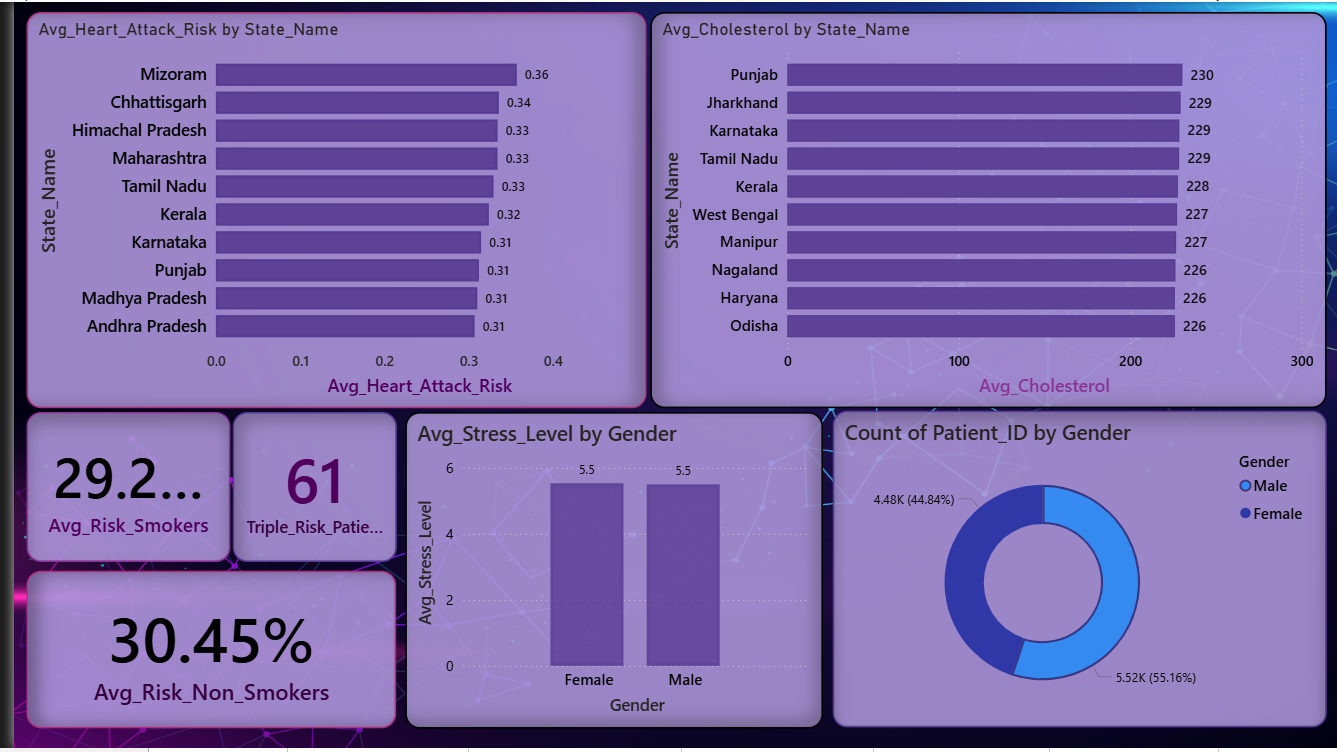 Avg_Heart_Attack_Risk by State_Name
State_Name
Mizoram 0.36
Chhattisgarh 0.34
Himachal Pradesh 0.33
Maharashtra 0.33
Tamil Nadu 0.33
Kerala 0.32
Karnataka 0.31
Punjab 0.31
Madhya Pradesh 0.31
Andhra Pradesh 0.31
0.0 0.1 0.2 0.3 0.4
Avg_Heart_Attack_Risk
Avg_Cholesterol by State_Name
State_Name
Punjab 230
Jharkhand 229
Karnataka 229
Tamil Nadu 229
Kerala 228
West Bengal 227
Manipur 227
Nagaland 226
Haryana 226
Odisha 226
0 100 200 300
Avg_Cholesterol
29.2...
Avg_Risk_Smokers
61
Triple_Risk_Patie...
30.45%
Avg_Risk_Non_Smokers
Avg_Stress_Level by Gender
Avg_Stress_Level
6
4
2
0
5.5 5.5
Female Male
Gender
Count of Patient_ID by Gender
Gender
Male
Female
4.48K (44.84%)
5.52K (55.16%)